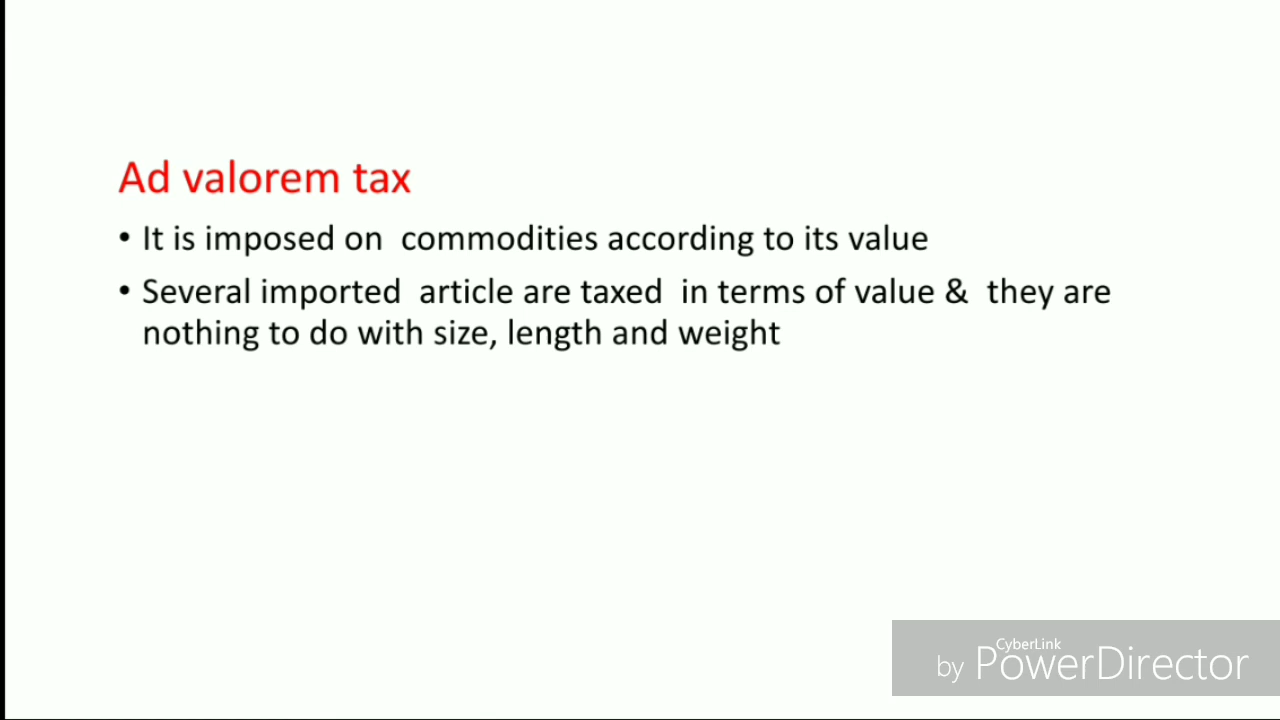 Ad valorem tax
• It is imposed on commodities according to its value
• Several imported article are taxed in terms of value & they are
nothing to do with size, length and weight
CyberLink
by PowerDirector